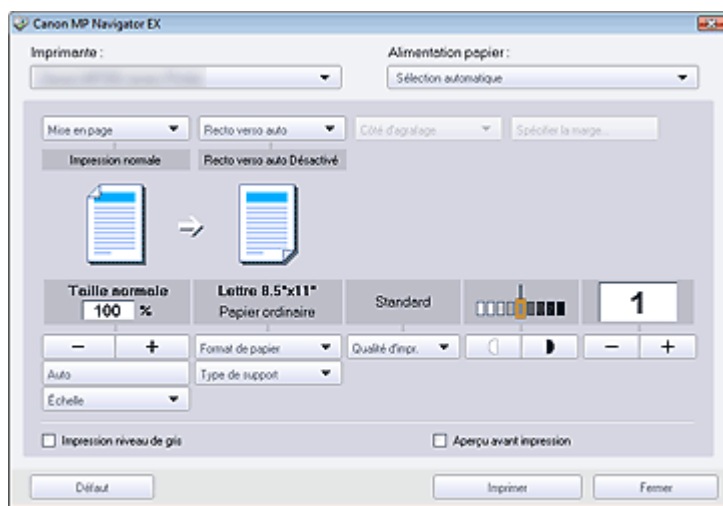 Canon MP Navigator EX
Imprimante :
Alimentation papier :
Sélection automatique
Mise en page
Recto verso auto
Côté d'agrafage
Spécifier la marge...
Impression normale
Recto verso auto Désactivé
Taille normale
100 %
Lettre 8.5"x11"
Papier ordinaire
Standard
1
Format de papier
Qualité d'impr.
Auto
Type de support
Échelle
Impression niveau de gris
Aperçu avant impression
Défaut
Imprimer
Fermer